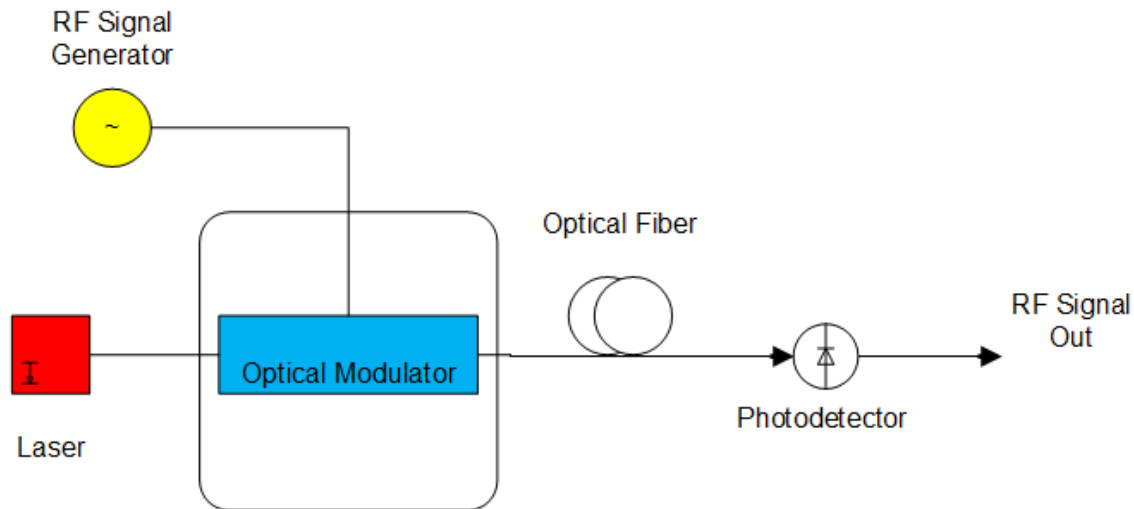 RF Signal
Generator
~
Optical Fiber
RF Signal
Out
Optical Modulator
Photodetector
Laser